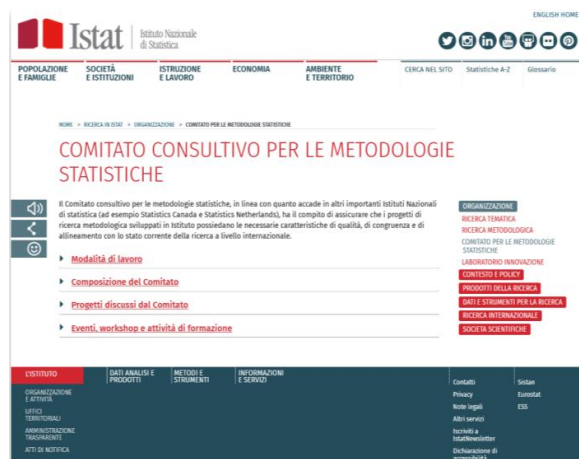 ENGLISH HOME
Istat
Istituto Nazionale
di Statistica
POPOLAZIONE
E FAMIGLIE
SOCIETÀ
E ISTITUZIONI
ISTRUZIONE
E LAVORO
ECONOMIA
AMBIENTE
E TERRITORIO
CERCA NEL SITO
Statistiche A-Z
Glossario
HOME > RICERCA IN ISTAT > ORGANIZZAZIONE > COMITATO PER LE METODOLOGIE STATISTICHE
COMITATO CONSULTIVO PER LE METODOLOGIE
STATISTICHE
Il Comitato consultivo per le metodologie statistiche, in linea con quanto accade in altri importanti Istituti Nazionali
di statistica (ad esempio Statistics Canada e Statistics Netherlands), ha il compito di assicurare che i progetti di
ricerca metodologica sviluppati in Istituto possiedano le necessarie caratteristiche di qualità, di congruenza e di
allineamento con lo stato corrente della ricerca a livello internazionale.
Modalità di lavoro
Composizione del Comitato
Progetti discussi dal Comitato
Eventi, workshop e attività di formazione
ORGANIZZAZIONE
RICERCA TEMATICA
RICERCA METODOLOGICA
COMITATO PER LE METODOLOGIE
STATISTICHE
LABORATORIO INNOVAZIONE
CONTESTO E POLICY
PRODOTTI DELLA RICERCA
DATI E STRUMENTI PER LA RICERCA
RICERCA INTERNAZIONALE
SOCIETÀ SCIENTIFICHE
L'ISTITUTO
ORGANIZZAZIONE
E ATTIVITÀ
UFFICI
TERRITORIALI
AMMINISTRAZIONE
TRASPARENTE
ATTI DI NOTIFICA
DATI ANALISI E
PRODOTTI
METODI E
STRUMENTI
INFORMAZIONI
E SERVIZI
Contatti
Privacy
Note legali
Altri servizi
Iscriviti a
IstatNewsletter
Dichiarazione di
accessibilità
Sistan
Eurostat
ESS